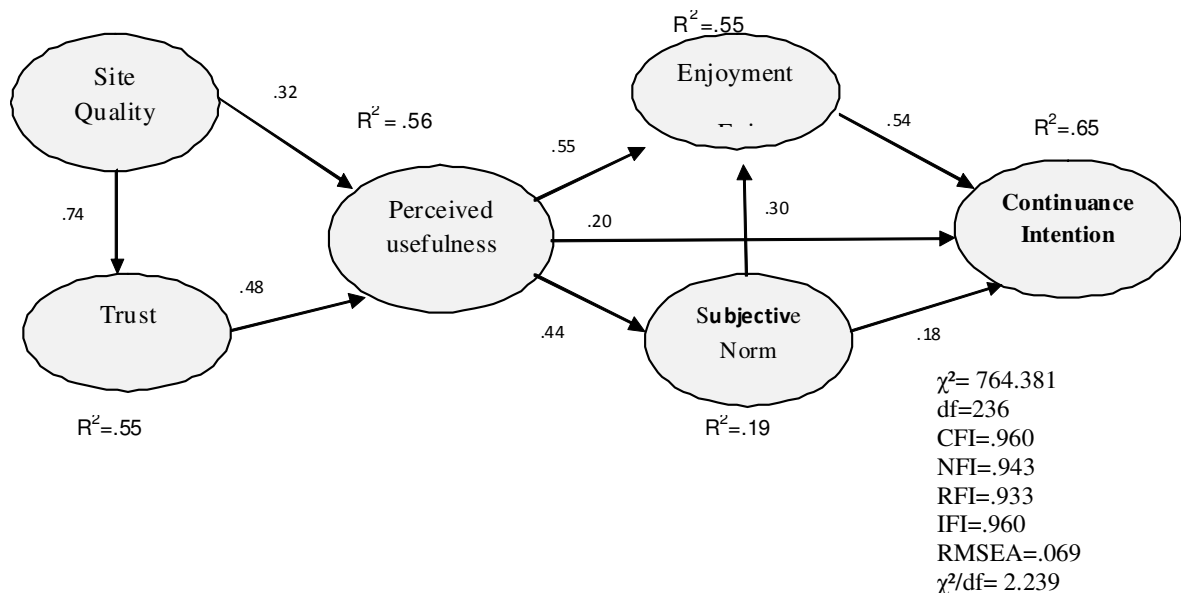 R²=.55
Site
Quality
.32
R² = .56
Enjoyment
.54
R²=.65
.55
.74
Perceived
usefulness
.20
.30
Continuance
Intention
Trust
.48
.44
Subjective
Norm
.18
R²=.55
R²=.19
χ²= 764.381
df=236
CFI=.960
NFI=.943
RFI=.933
IFI=.960
RMSEA=.069
χ²/df= 2.239